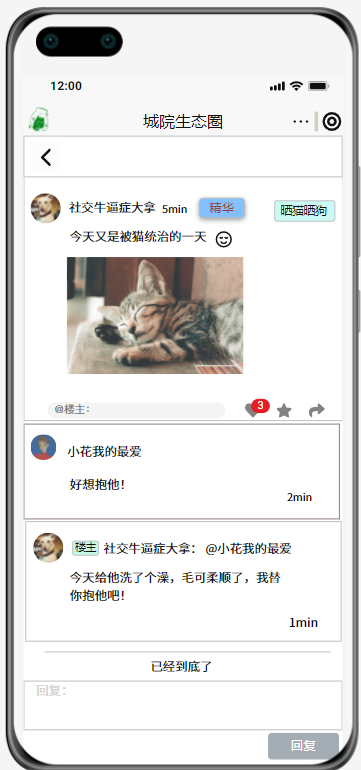 12:00
城院生态圈
社交牛逼症大拿 5min 精华 晒猫晒狗
今天又是被猫统治的一天
@楼主:
3
小花我的最爱
好想抱他！
2min
楼主 社交牛逼症大拿：@小花我的最爱
今天给他洗了个澡，毛可柔顺了，我替
你抱他吧！
1min
已经到底了
回复：
回复